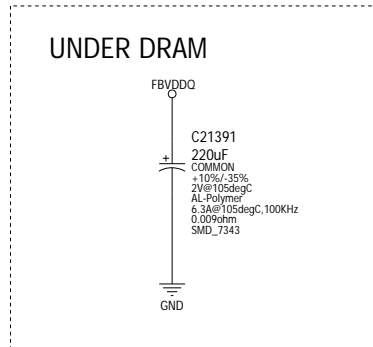 UNDER DRAM
FBVDDQ
C21391
220uF
COMMON
+10%/-35%
2V@105degC
AL-Polymer
6.3A@105degC,100KHz
0.009ohm
SMD_7343
+
GND